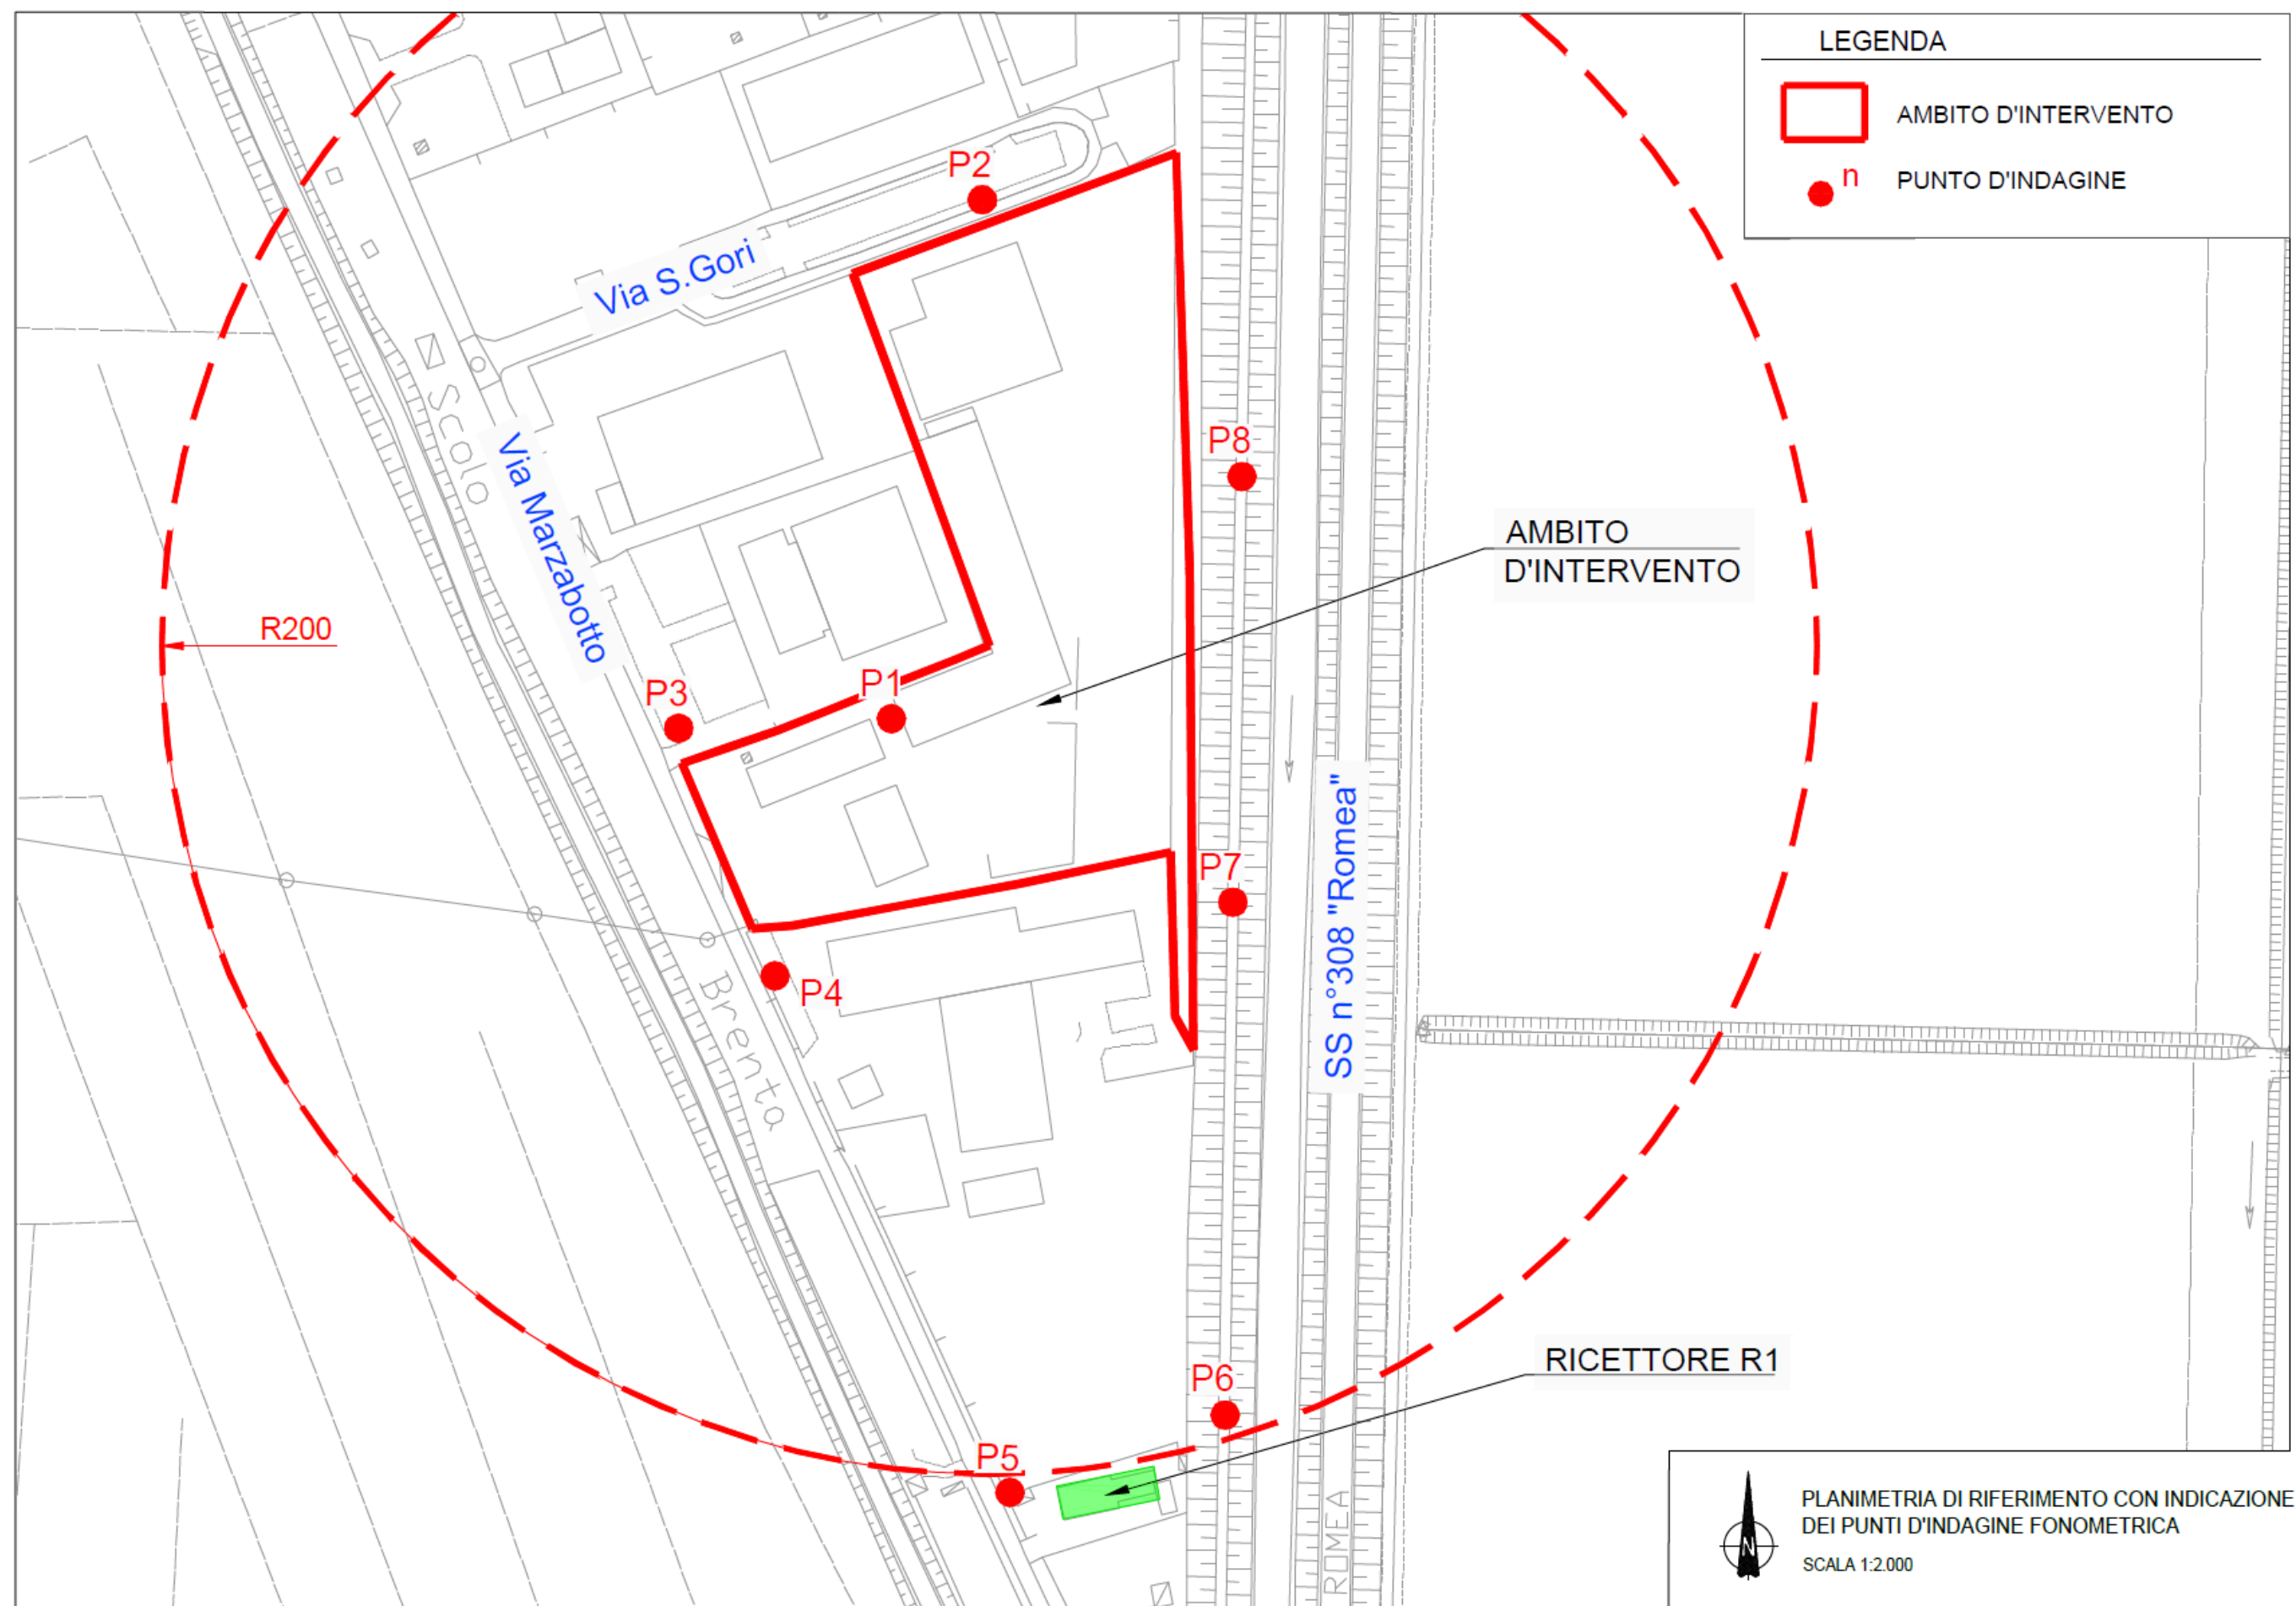 LEGENDA
AMBITO D'INTERVENTO
n
PUNTO D'INDAGINE
P2
Via S.Gori
Scolo
Via Marzabotto
P8
AMBITO
D'INTERVENTO
R200
P3
P1
SS n°308 "Romea"
P7
P4
Brenta
RICETTORE R1
P6
P5
ROMEA
N
PLANIMETRIA DI RIFERIMENTO CON INDICAZIONE
DEI PUNTI D'INDAGINE FONOMETRICA
SCALA 1:2.000